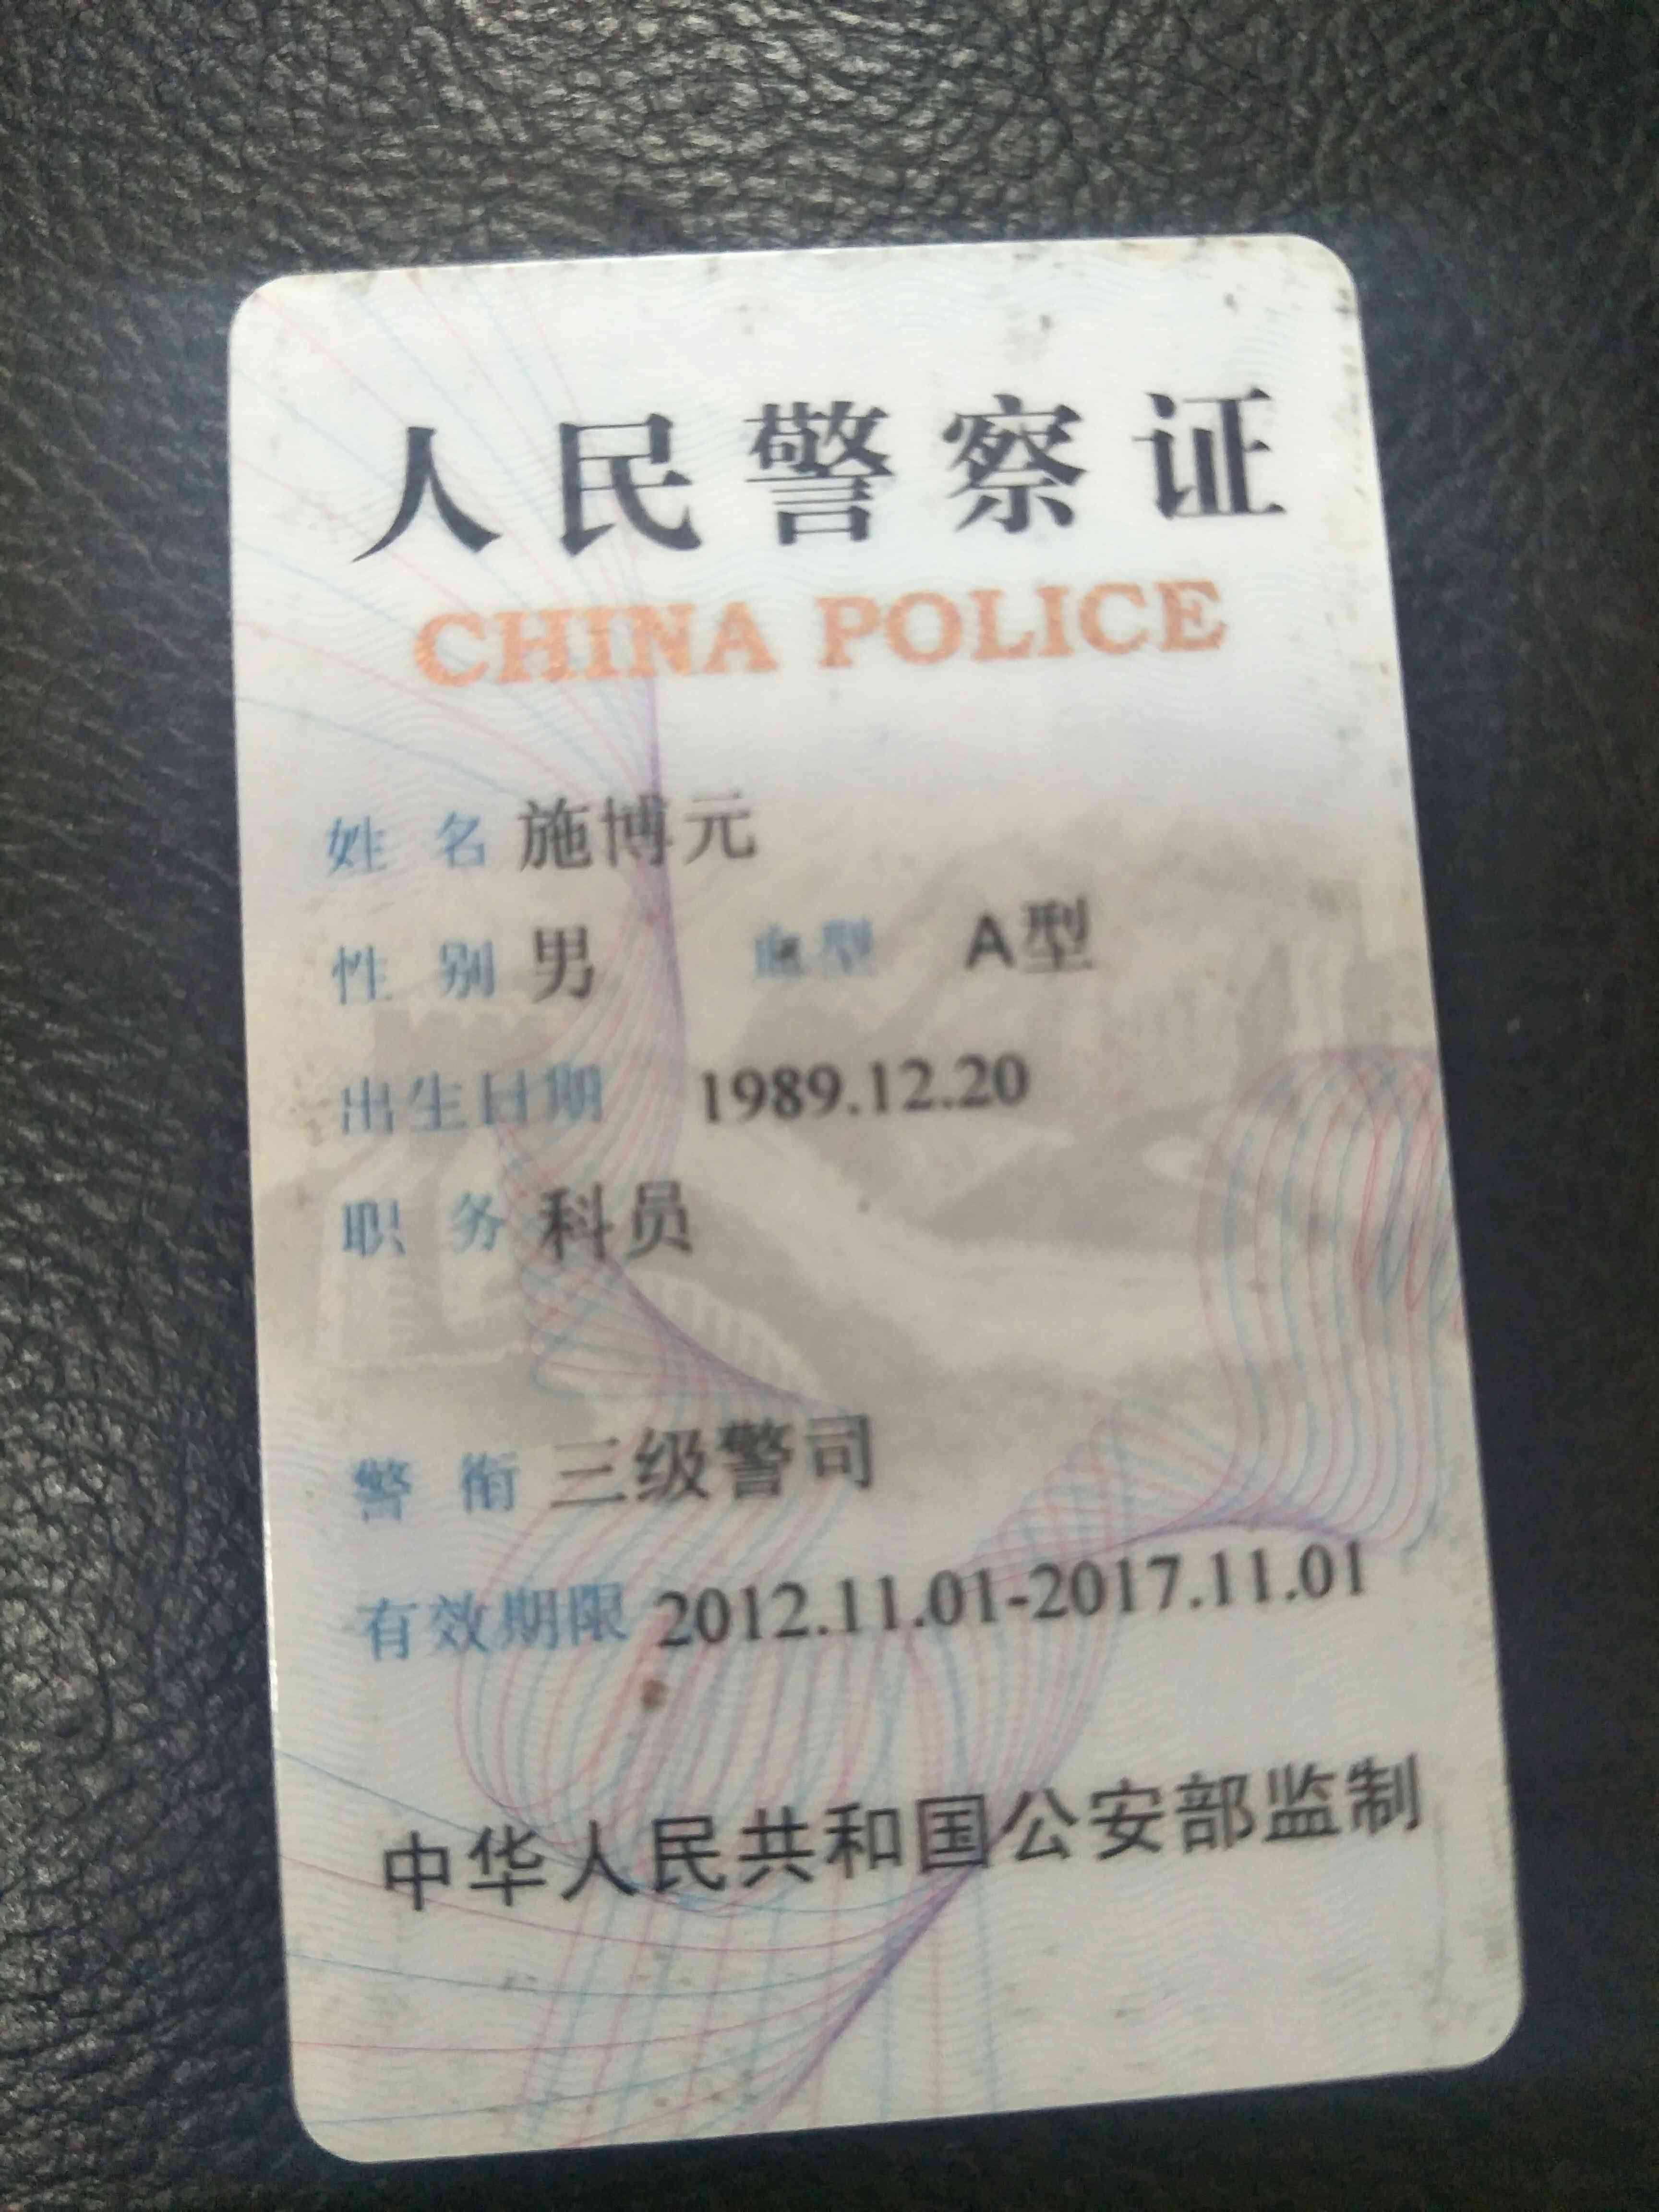 人民警察证
CHINA POLICE
姓 名 施博元
性 别 男 血型 A型
出生日期 1989.12.20
职 务 科员
警 衔 三级警司
有效期限 2012.11.01-2017.11.01
中华人民共和国公安部监制